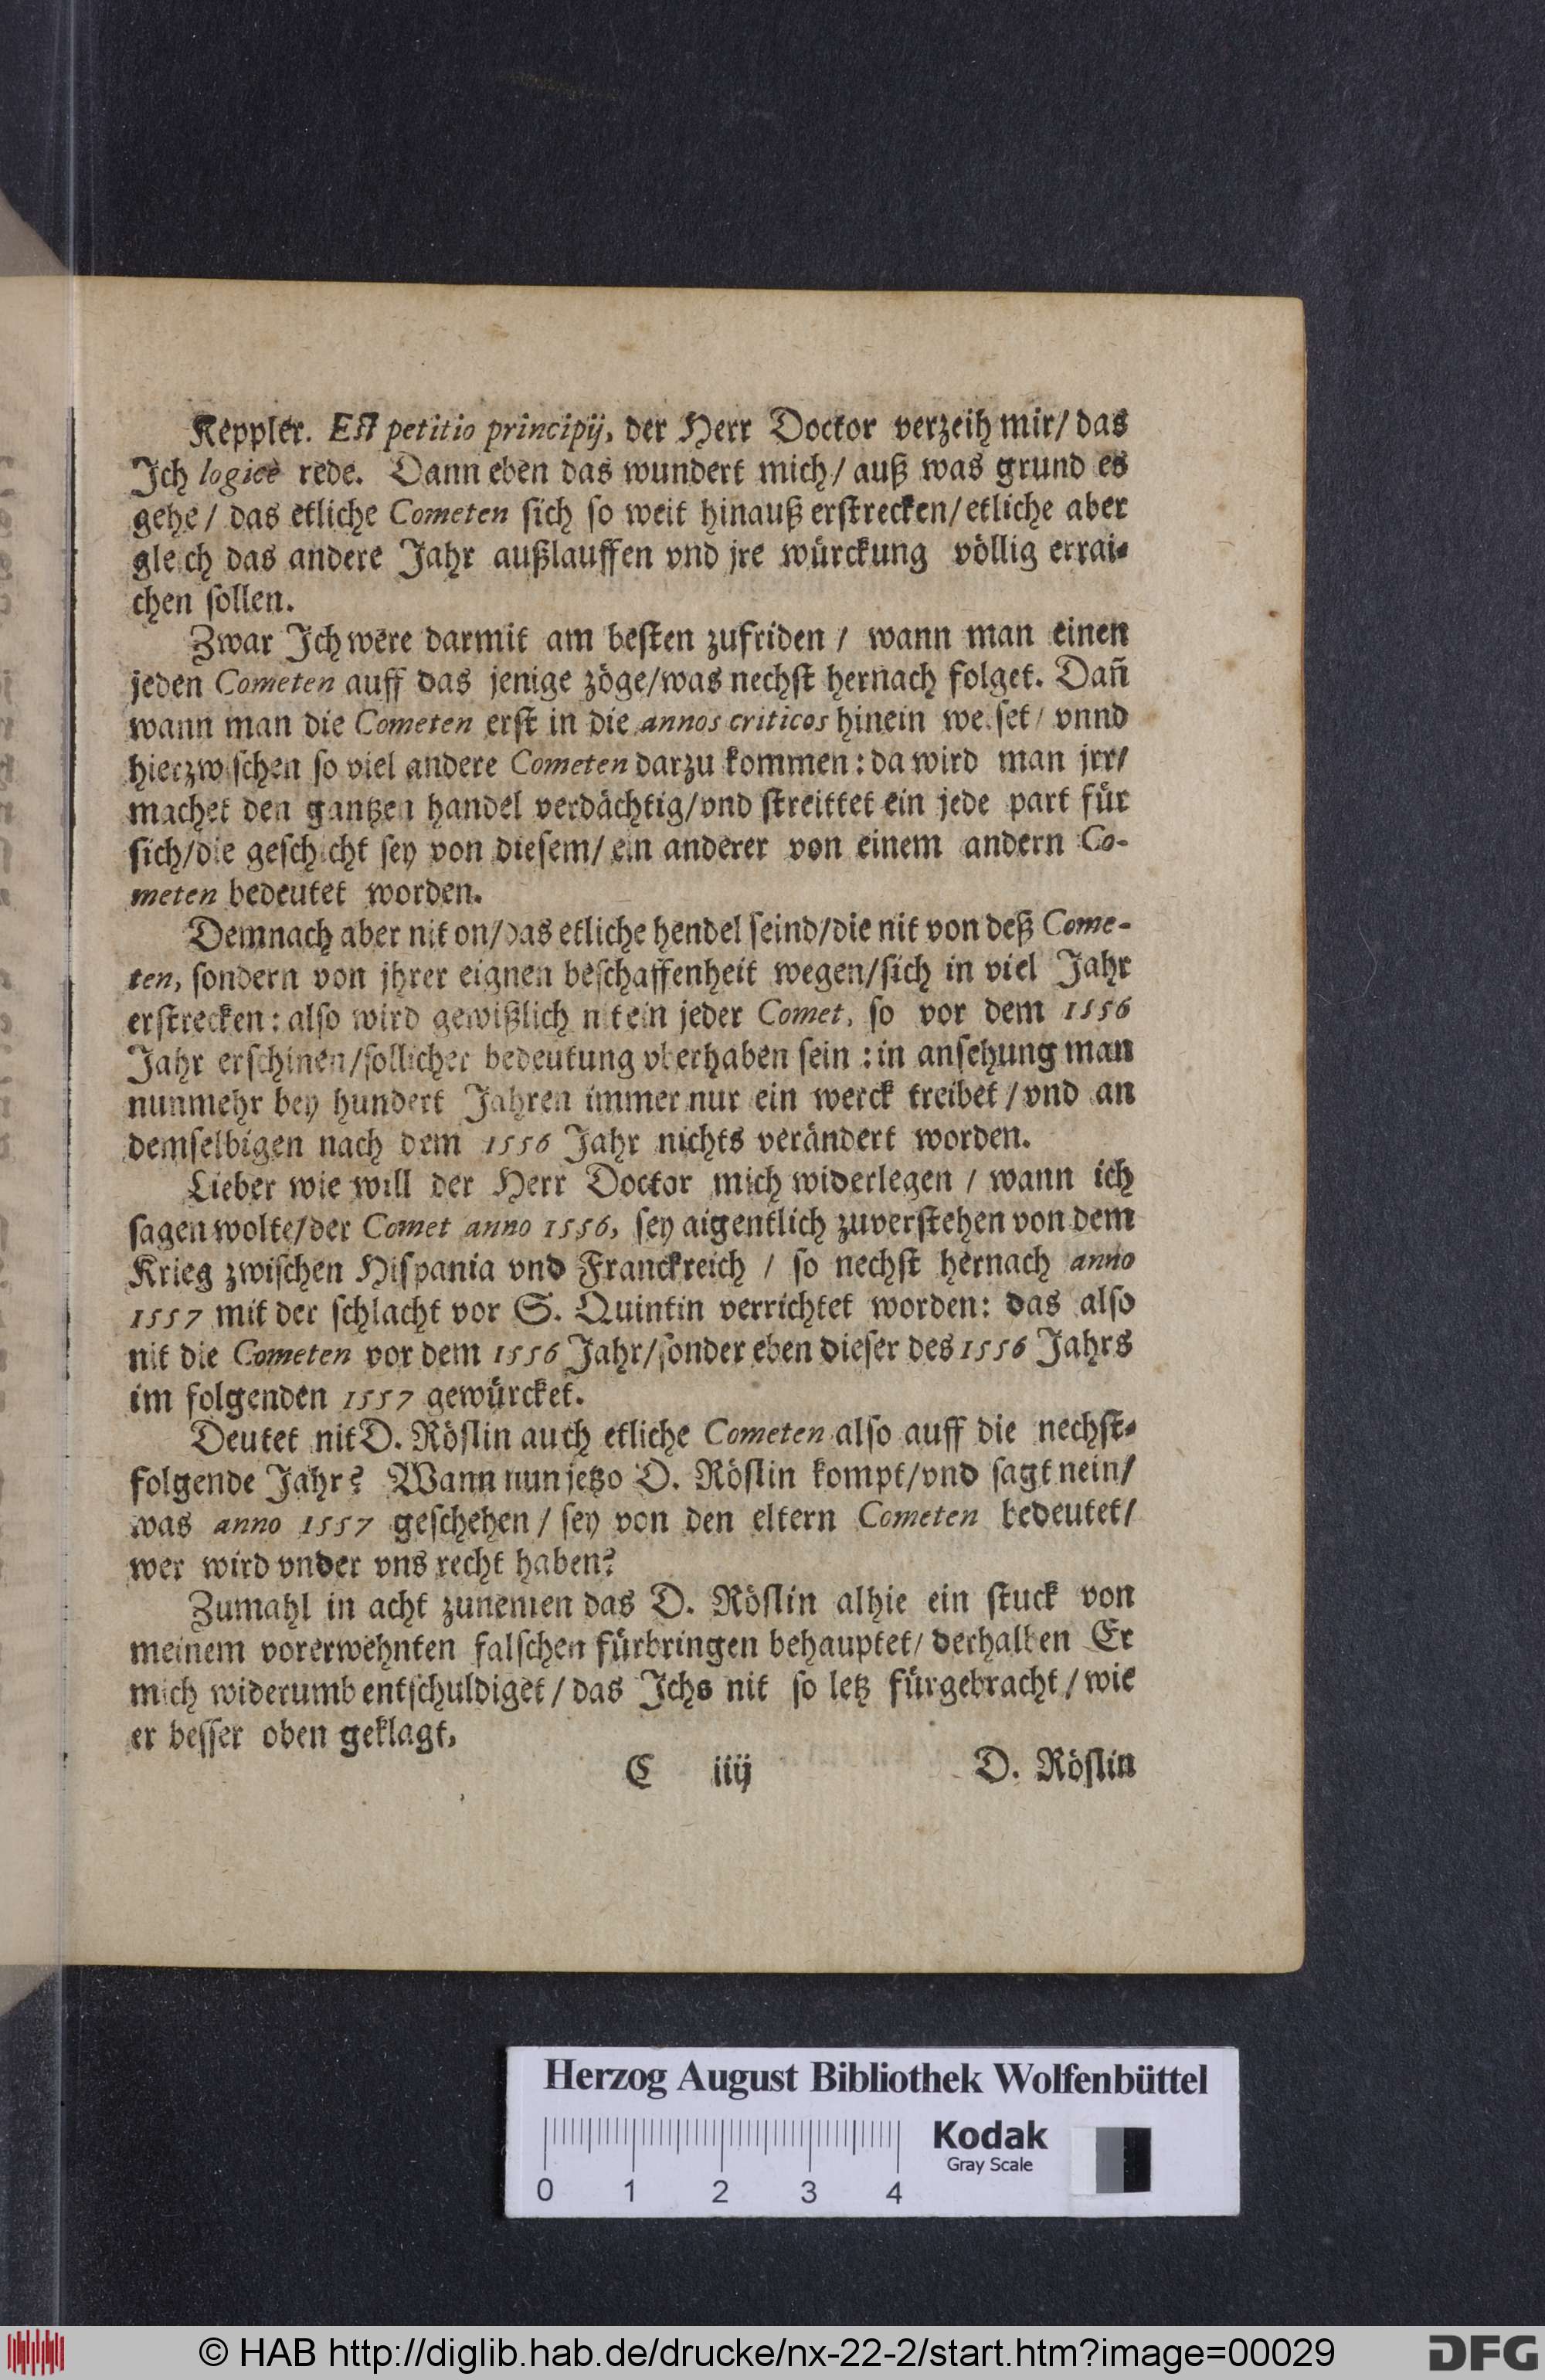 Keppler. Est petitio principij, der Herr Doctor verzeih mir/ das
Ich logicè rede. Dann eben das wundert mich/ auß was grund es
gehe/ das etliche Cometen sich so weit hinauß erstrecken/ etliche aber
gleich das andere Jahr außlauffen vnd jre würckung völlig errai-
chen sollen.
Zwar Ich were darmit am besten zufriden / wann man einen
jeden Cometen auff das jenige zöge/was nechst hernach folget. Dañ
wann man die Cometen erst in die annos criticos hinein weiset/ vnnd
hierzwischen so viel andere Cometen darzu kommen: da wird man jrr/
machet den gantzen handel verdächtig/vnd streittet ein jede part für
sich/die geschicht sey von diesem/ ein anderer von einem andern Co-
meten bedeutet worden.
Demnach aber nit on/das etliche hendel seind/die nit von deß Come-
ten, sondern von jhrer eignen beschaffenheit wegen/sich in viel Jahr
erstrecken: also wird gewißlich nit ein jeder Comet, so vor dem 1556
Jahr erschinen/sollicher bedeutung vberhaben sein : in ansehung man
nunmehr bey hundert Jahren immer nur ein werck treibet / vnd an
demselbigen nach dem 1556 Jahr nichts verändert worden.
Lieber wie will der Herr Doctor mich widerlegen / wann ich
sagen wolte/der Comet anno 1556, sey aigentlich zuverstehen von dem
Krieg zwischen Hispania vnd Franckreich / so nechst hernach anno
1557 mit der schlacht vor S. Quintin verrichtet worden: das also
nit die Cometen vor dem 1556 Jahr/sonder eben dieser des 1556 Jahrs
im folgenden 1557 gewürcket.
Deutet nit D. Röslin auch etliche Cometen also auff die nechst-
folgende Jahr? Wann nun jetzo D. Röslin kompt/vnd sagt nein/
was anno 1557 geschehen / sey von den eltern Cometen bedeutet/
wer wird vnder vns recht haben?
Zumahl in acht zunemen das D. Röslin alhie ein stuck von
meinem vorerwehnten falschen fürbringen behauptet/ derhalben Er
mich widerumb entschuldiget / das Ichs nit so letz fürgebracht / wie
er besser oben geklagt.
C iiij D. Röslin
Herzog August Bibliothek Wolfenbüttel
Kodak
Gray Scale
0 1 2 3 4
© HAB http://diglib.hab.de/drucke/nx-22-2/start.htm?image=00029
DFG